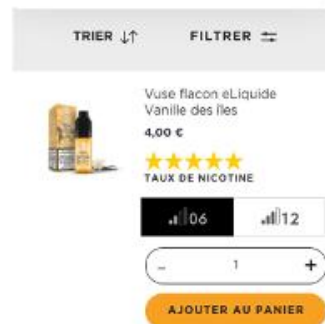 TRIER
FILTRER
Vuse flacon eLiquide
Vanille des îles
4,00 €
TAUX DE NICOTINE
06
12
- 1 +
AJOUTER AU PANIER